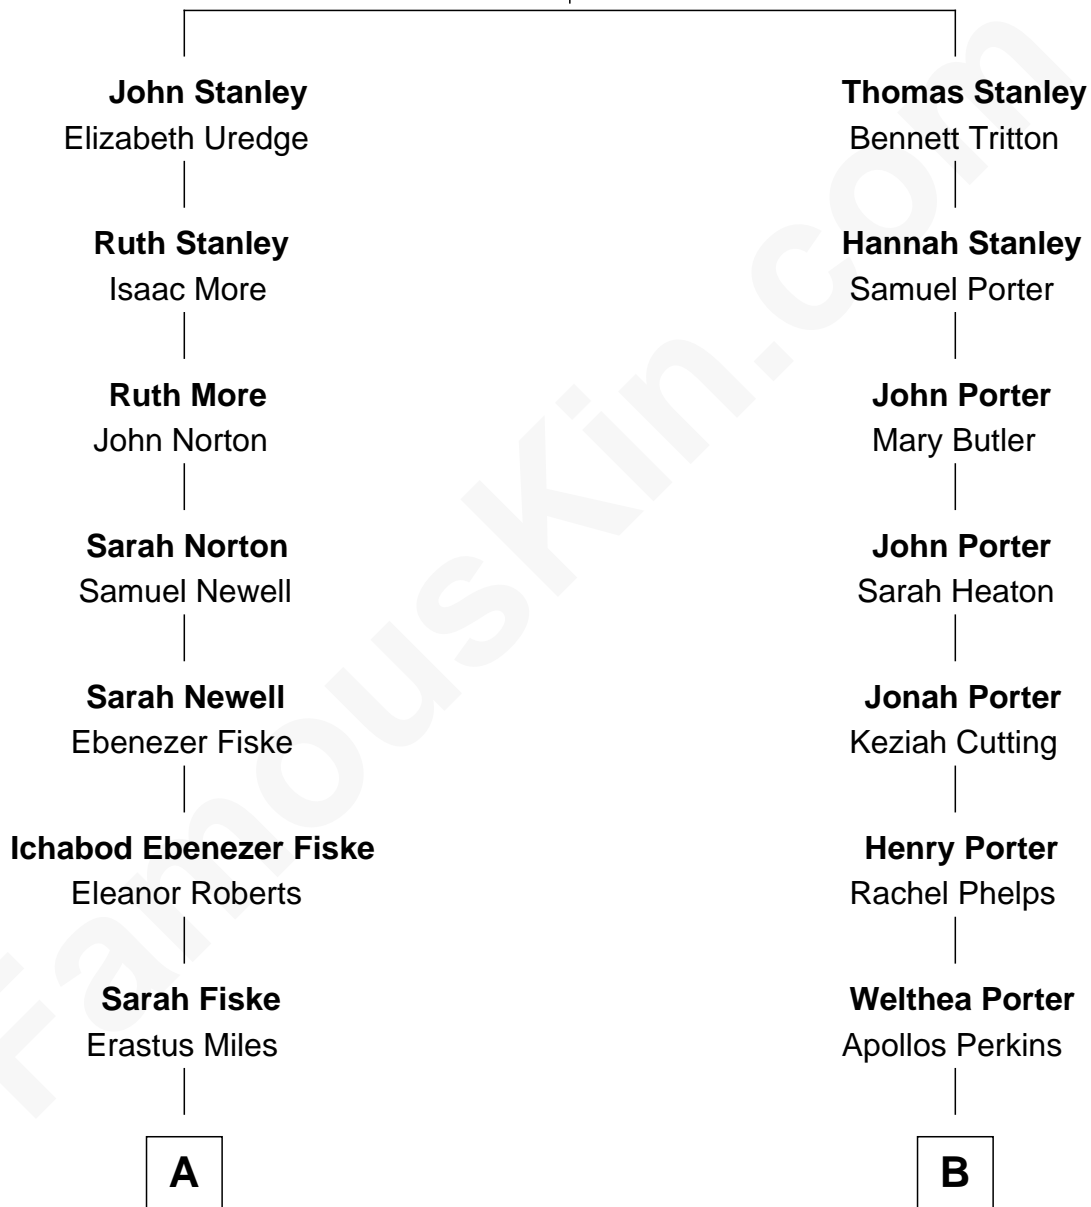 John Stanley
Elizabeth Uredge
Ruth Stanley
Isaac More
Ruth More
John Norton
Sarah Norton
Samuel Newell
Sarah Newell
Ebenezer Fiske
Ichabod Ebenezer Fiske
Eleanor Roberts
Sarah Fiske
Erastus Miles
A
Thomas Stanley
Bennett Tritton
Hannah Stanley
Samuel Porter
John Porter
Mary Butler
John Porter
Sarah Heaton
Jonah Porter
Keziah Cutting
Henry Porter
Rachel Phelps
Welthea Porter
Apollos Perkins
B
FamousKin.com